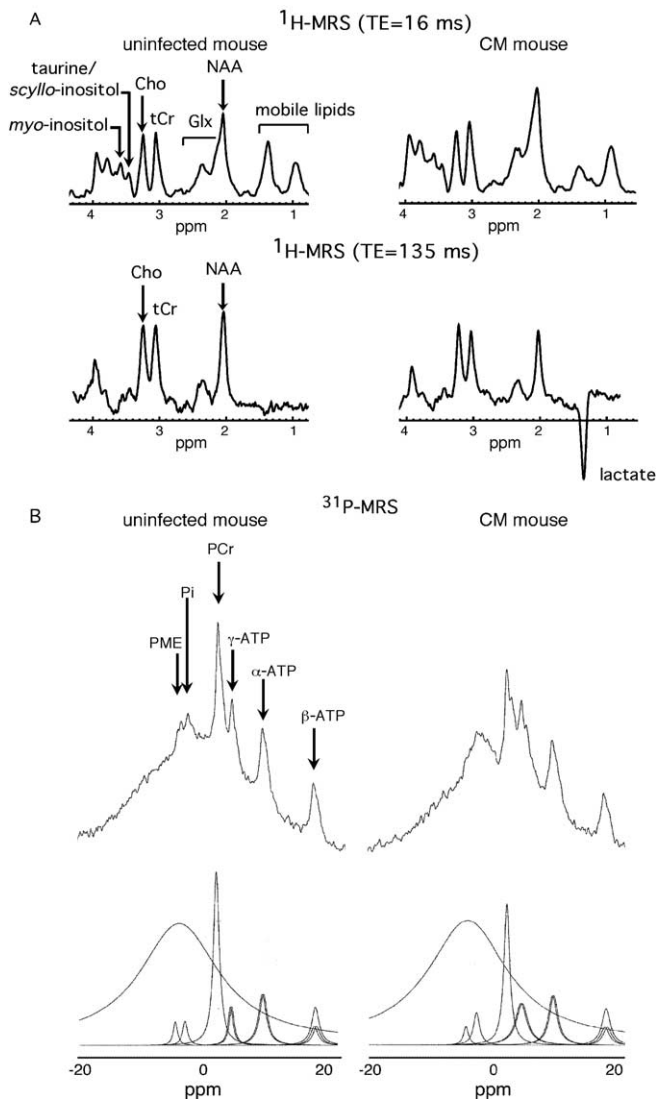 A
¹H-MRS (TE=16 ms)
uninfected mouse
CM mouse
taurine/
scyllo-inositol
myo-inositol
Cho
tCr
Glx
NAA
mobile lipids
4 3 2 1
ppm
4 3 2 1
ppm
¹H-MRS (TE=135 ms)
Cho
tCr
NAA
4 3 2 1
ppm
4 3 2 1
ppm
lactate
B
³¹P-MRS
uninfected mouse
CM mouse
PME
Pi
PCr
γ-ATP
α-ATP
β-ATP
-20 0 20
ppm
-20 0 20
ppm